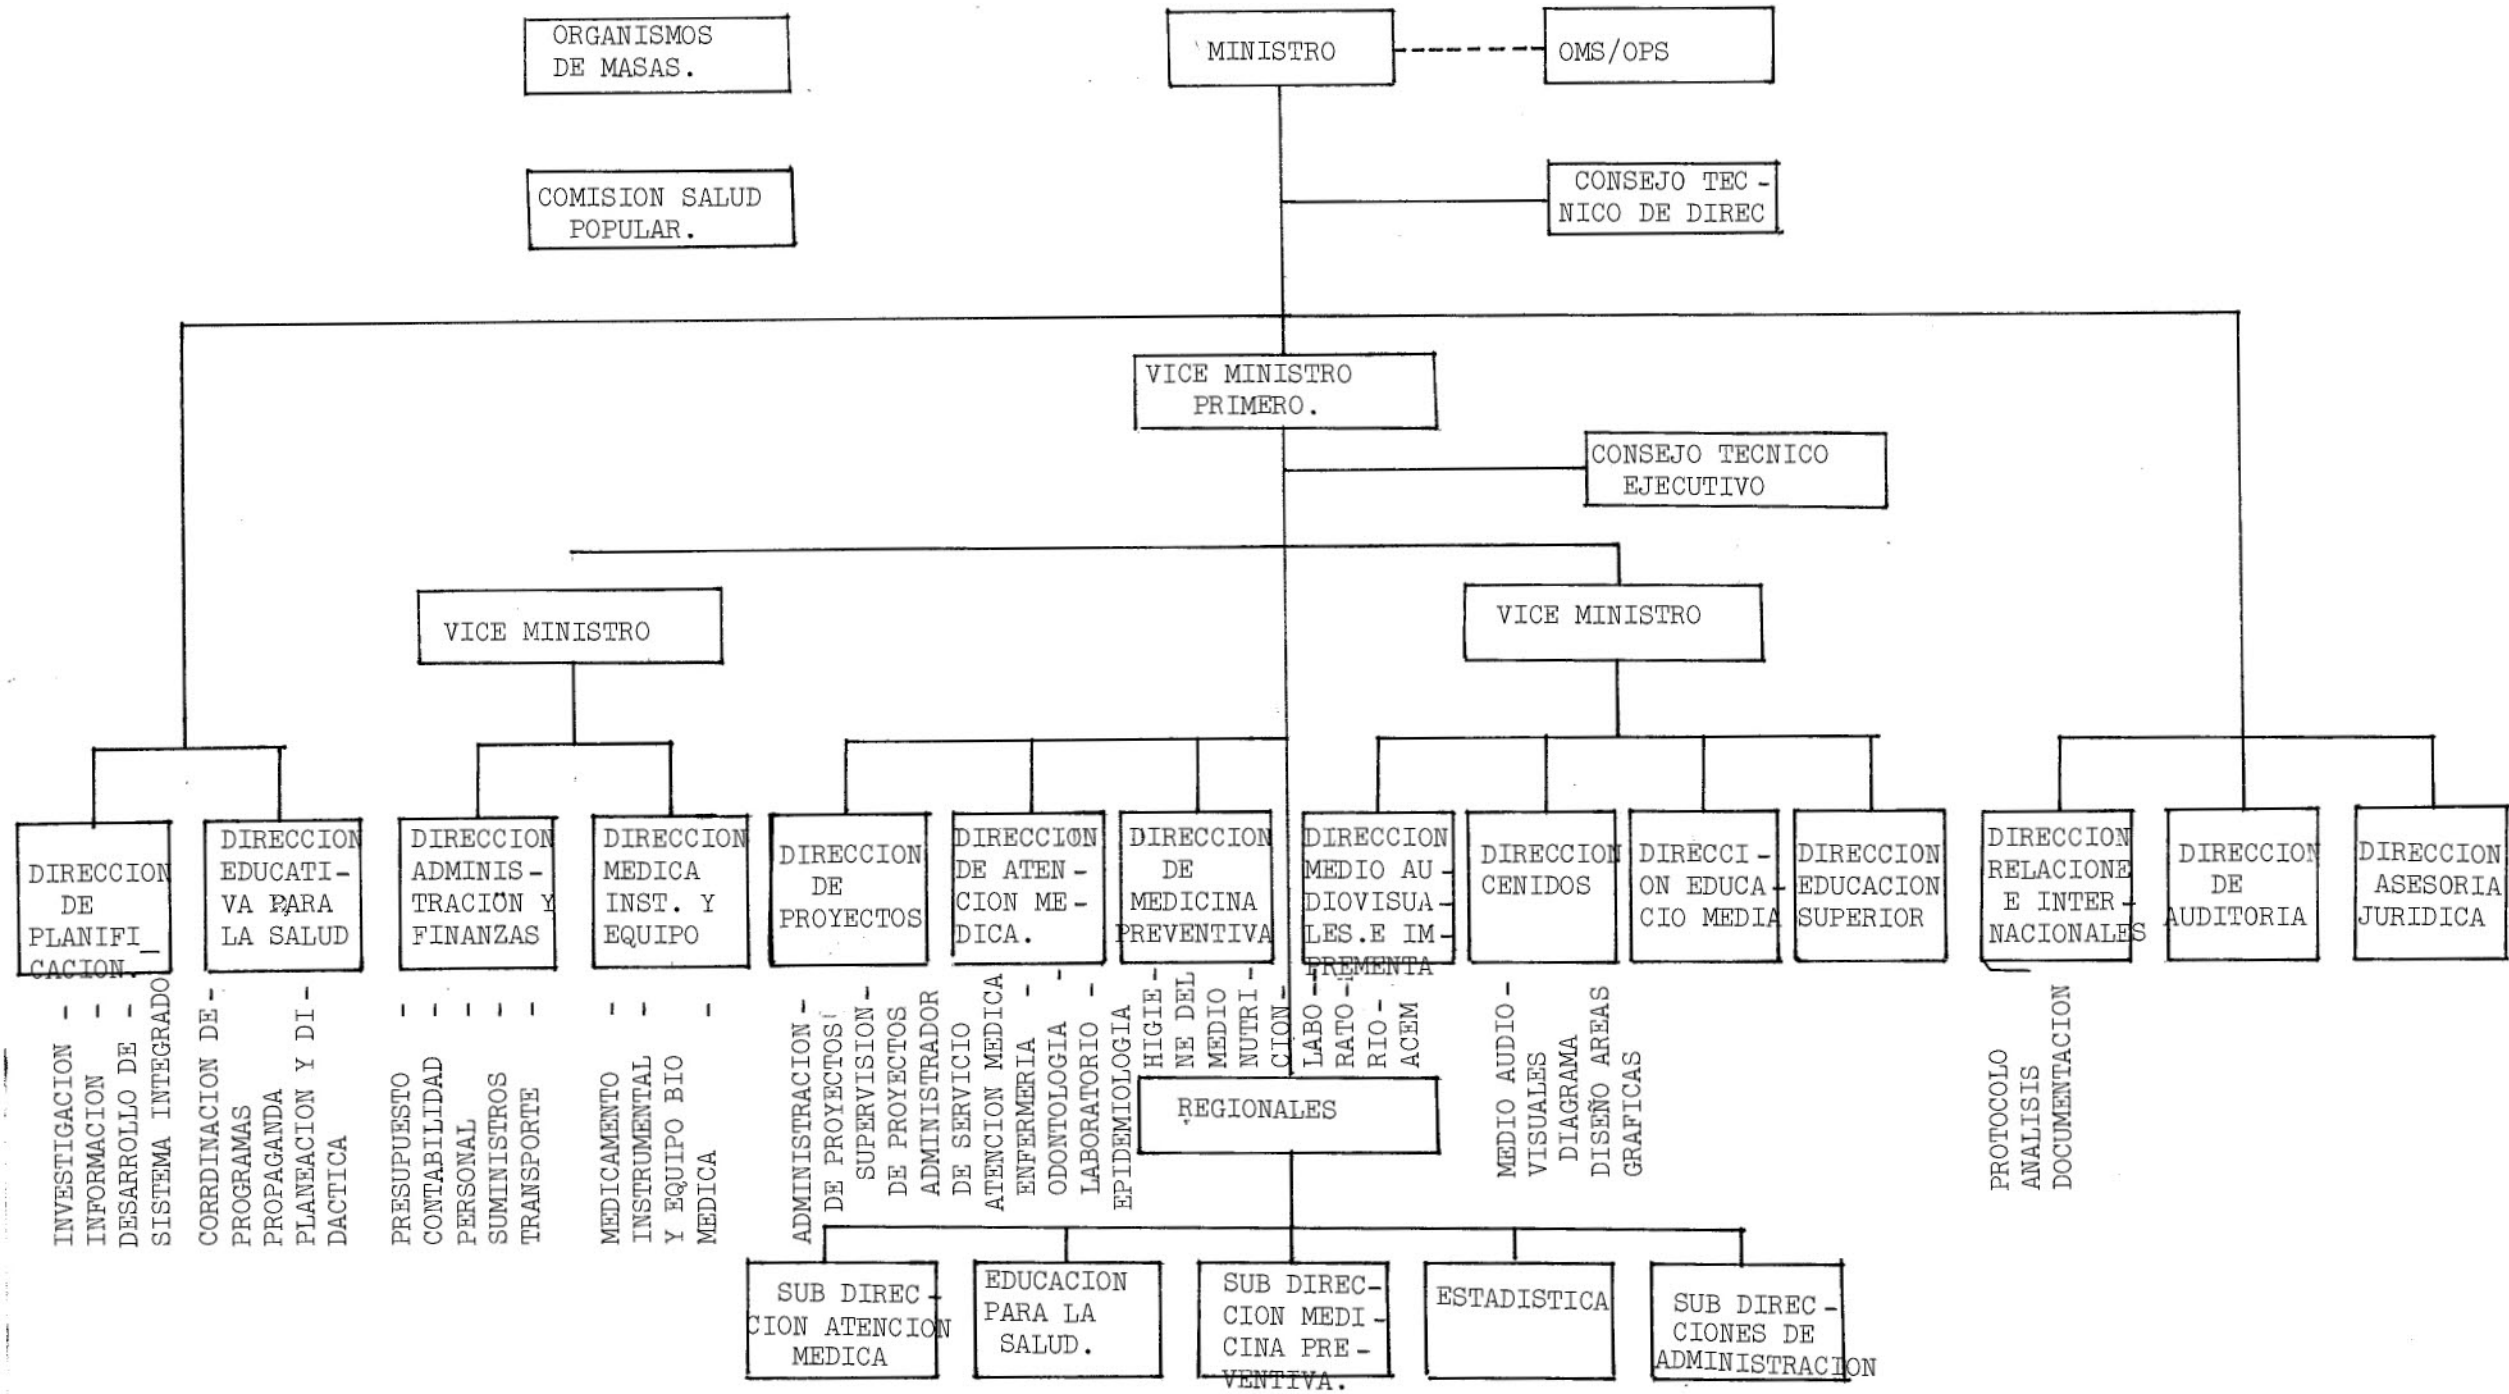 ORGANISMOS
DE MASAS.
MINISTRO
OMS/OPS
COMISION SALUD
POPULAR.
CONSEJO TEC -
NICO DE DIREC
VICE MINISTRO
PRIMERO.
CONSEJO TECNICO
EJECUTIVO
VICE MINISTRO
VICE MINISTRO
DIRECCION
DE
PLANIFI_
CACION.
DIRECCION
EDUCATI-
VA PARA
LA SALUD
DIRECCION
ADMINIS-
TRACION Y
FINANZAS
DIRECCION
MEDICA
INST. Y
EQUIPO
DIRECCION
DE
PROYECTOS
DIRECCION
DE ATEN-
CION ME-
DICA.
DIRECCION
DE
MEDICINA
PREVENTIVA
DIRECCION
MEDIO AU-
DIOVISUA-
LES.E IM-
PREMENTA
DIRECCION
CENIDOS
DIRECCI-
ON EDUCA-
CIO MEDIA
DIRECCION
EDUCACION
SUPERIOR
DIRECCION
RELACIONE
E INTER-
NACIONALES
DIRECCION
DE
AUDITORIA
DIRECCION
ASESORIA
JURIDICA
INVESTIGACION -
INFORMACION -
DESARROLLO DE -
SISTEMA INTEGRADO
CORRDINACION DE-
PROGRAMAS
PROPAGANDA
PLANEACION Y DI-
DACTICA
PRESUPUESTO -
CONTABILIDAD -
PERSONAL -
SUMINISTROS -
TRANSPORTE -
MEDICAMENTO -
INSTRUMENTAL -
Y EQUIPO BIO
MEDICA -
ADMINISTRACION-
DE PROYECTOS
SUPERVISION-
DE PROYECTOS
ADMINISTRADOR
DE SERVICIO
ATENCION MEDICA
ENFERMERIA -
ODONTOLOGIA -
LABORATORIO -
EPIDEMIOLOGIA
HIGIE-
NE DEL
MEDIO
NUTRI-
CION-
LABO-
RATO-
RIO-
ACEM
MEDIO AUDIO-
VISUALES
DIAGRAMA
DISEÑO AREAS
GRAFICAS
PROTOCOLO
ANALISIS
DOCUMENTACION
REGIONALES
SUB DIREC-
CION ATENCION
MEDICA
EDUCACION
PARA LA
SALUD.
SUB DIREC-
CION MEDI-
CINA PRE-
VENTIVA.
ESTADISTICA
SUB DIREC-
CIONES DE
ADMINISTRACION